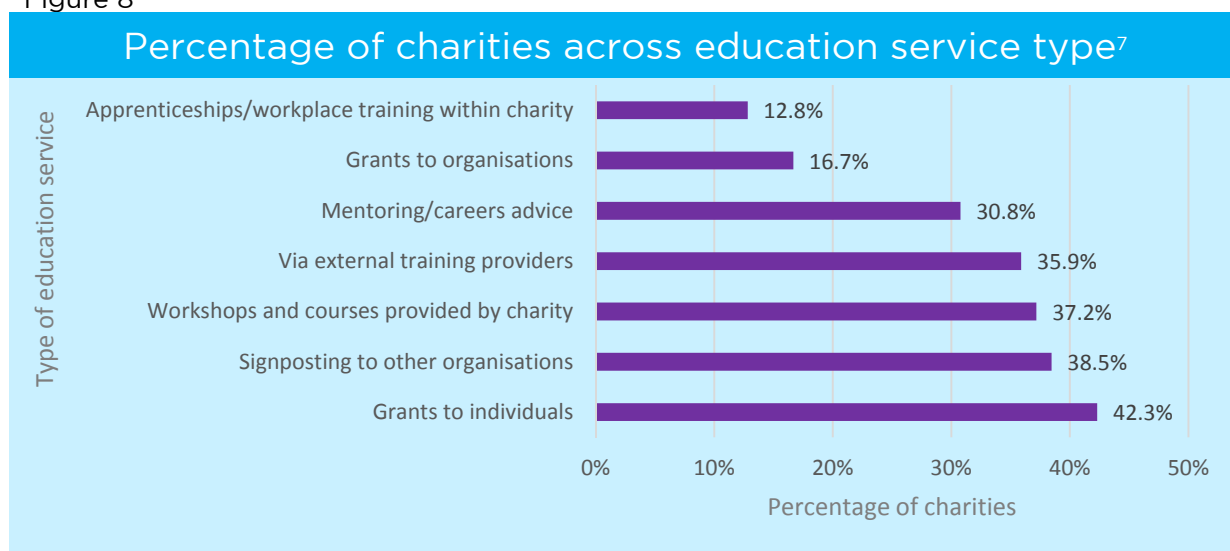 Figure 8
Percentage of charities across education service type⁷
Type of education service
Apprenticeships/workplace training within charity 12.8%
Grants to organisations 16.7%
Mentoring/careers advice 30.8%
Via external training providers 35.9%
Workshops and courses provided by charity 37.2%
Signposting to other organisations 38.5%
Grants to individuals 42.3%
0% 10% 20% 30% 40% 50%
Percentage of charities